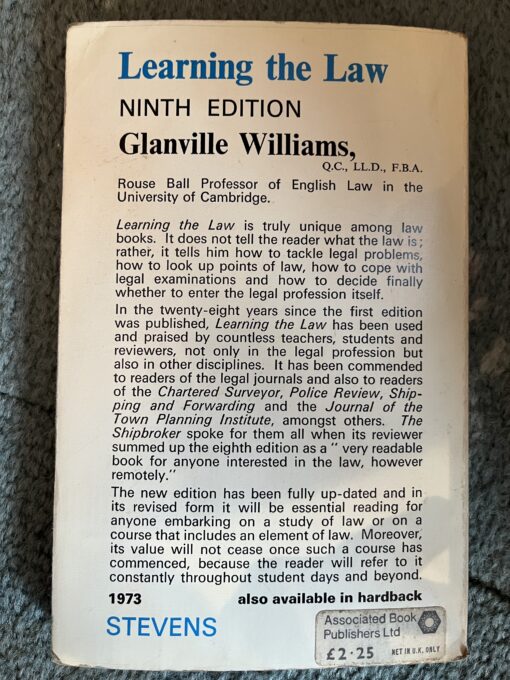 Learning the Law
NINTH EDITION
Glanville Williams,
Q.C., LL.D., F.B.A.
Rouse Ball Professor of English Law in the
University of Cambridge.
Learning the Law is truly unique among law
books. It does not tell the reader what the law is;
rather, it tells him how to tackle legal problems,
how to look up points of law, how to cope with
legal examinations and how to decide finally
whether to enter the legal profession itself.
In the twenty-eight years since the first edition
was published, Learning the Law has been used
and praised by countless teachers, students and
reviewers, not only in the legal profession but
also in other disciplines. It has been commended
to readers of the legal journals and also to readers
of the Chartered Surveyor, Police Review, Ship-
ping and Forwarding and the Journal of the
Town Planning Institute, amongst others. The
Shipbroker spoke for them all when its reviewer
summed up the eighth edition as a " very readable
book for anyone interested in the law, however
remotely."
The new edition has been fully up-dated and in
its revised form it will be essential reading for
anyone embarking on a study of law or on a
course that includes an element of law. Moreover,
its value will not cease once such a course has
commenced, because the reader will refer to it
constantly throughout student days and beyond.
1973 also available in hardback
STEVENS
Associated Book
Publishers Ltd
£2·25 NET IN U.K. ONLY